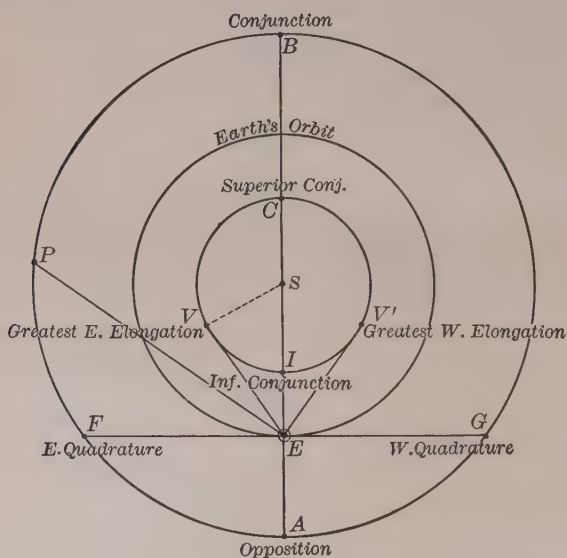 Conjunction
B
Earth's Orbit
Superior Conj.
C
P
S
V
V'
Greatest E. Elongation
Greatest W. Elongation
I
Inf. Conjunction
F
G
E
E. Quadrature
W. Quadrature
A
Opposition